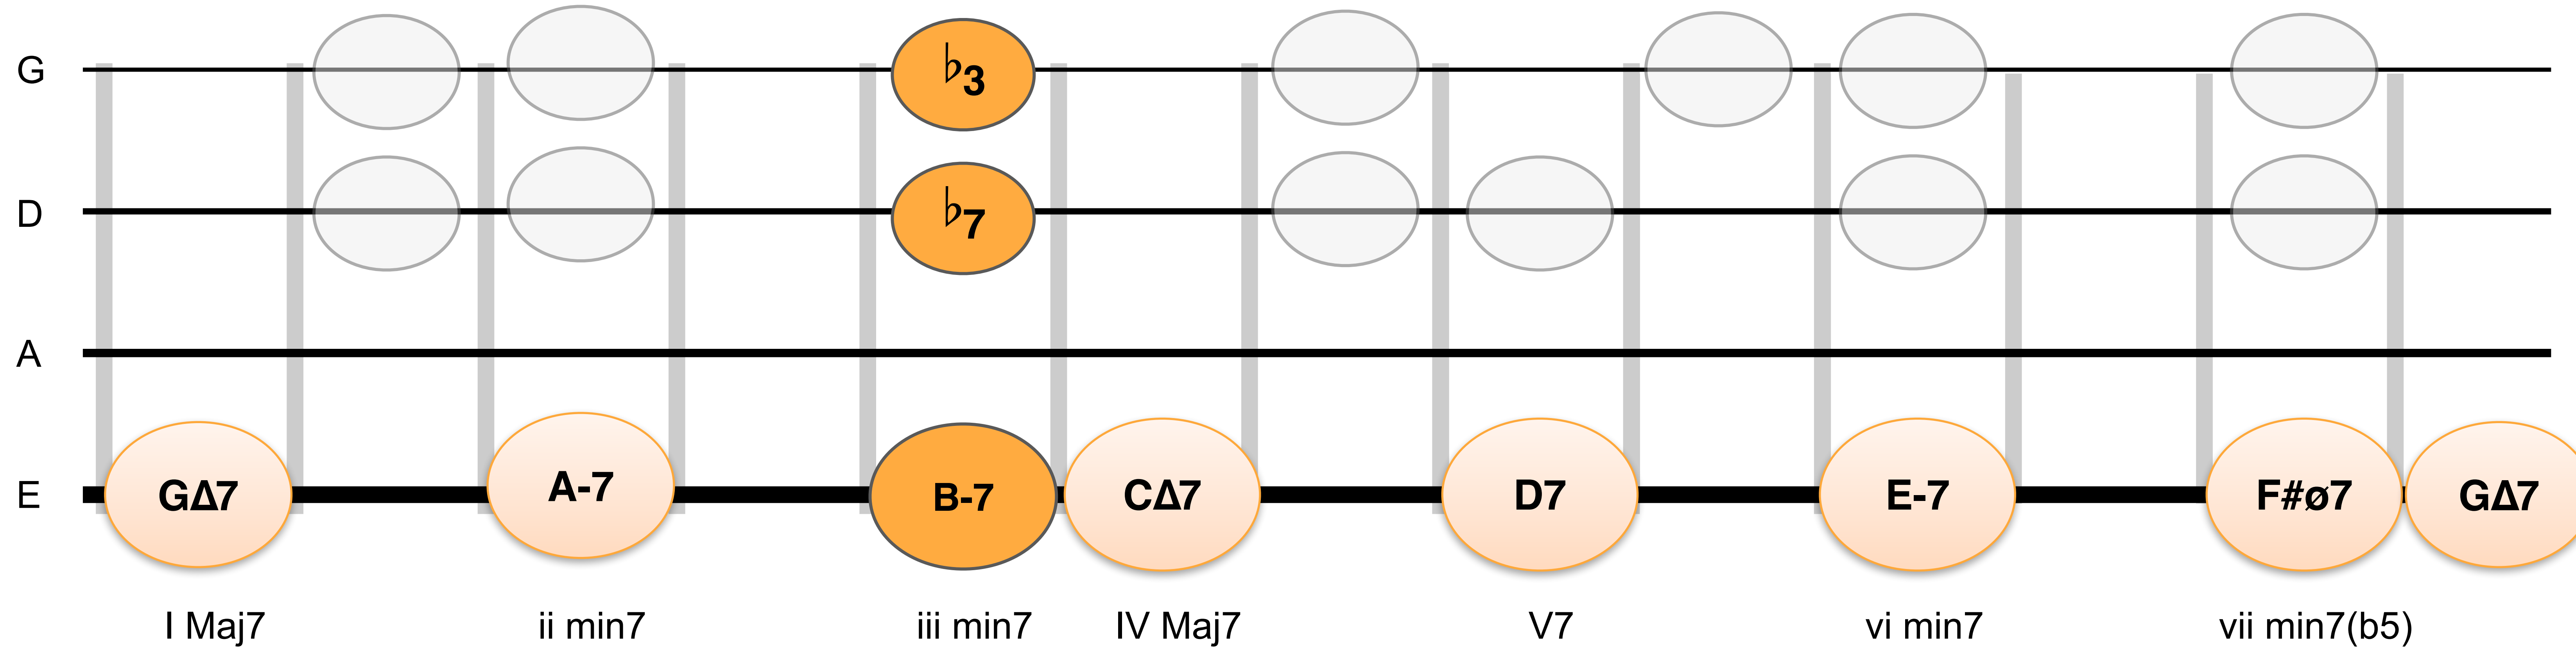 G
♭3
D
♭7
A
E GΔ7 A-7 B-7 CΔ7 D7 E-7 F#ø7 GΔ7
I Maj7 ii min7 iii min7 IV Maj7 V7 vi min7 vii min7(b5)